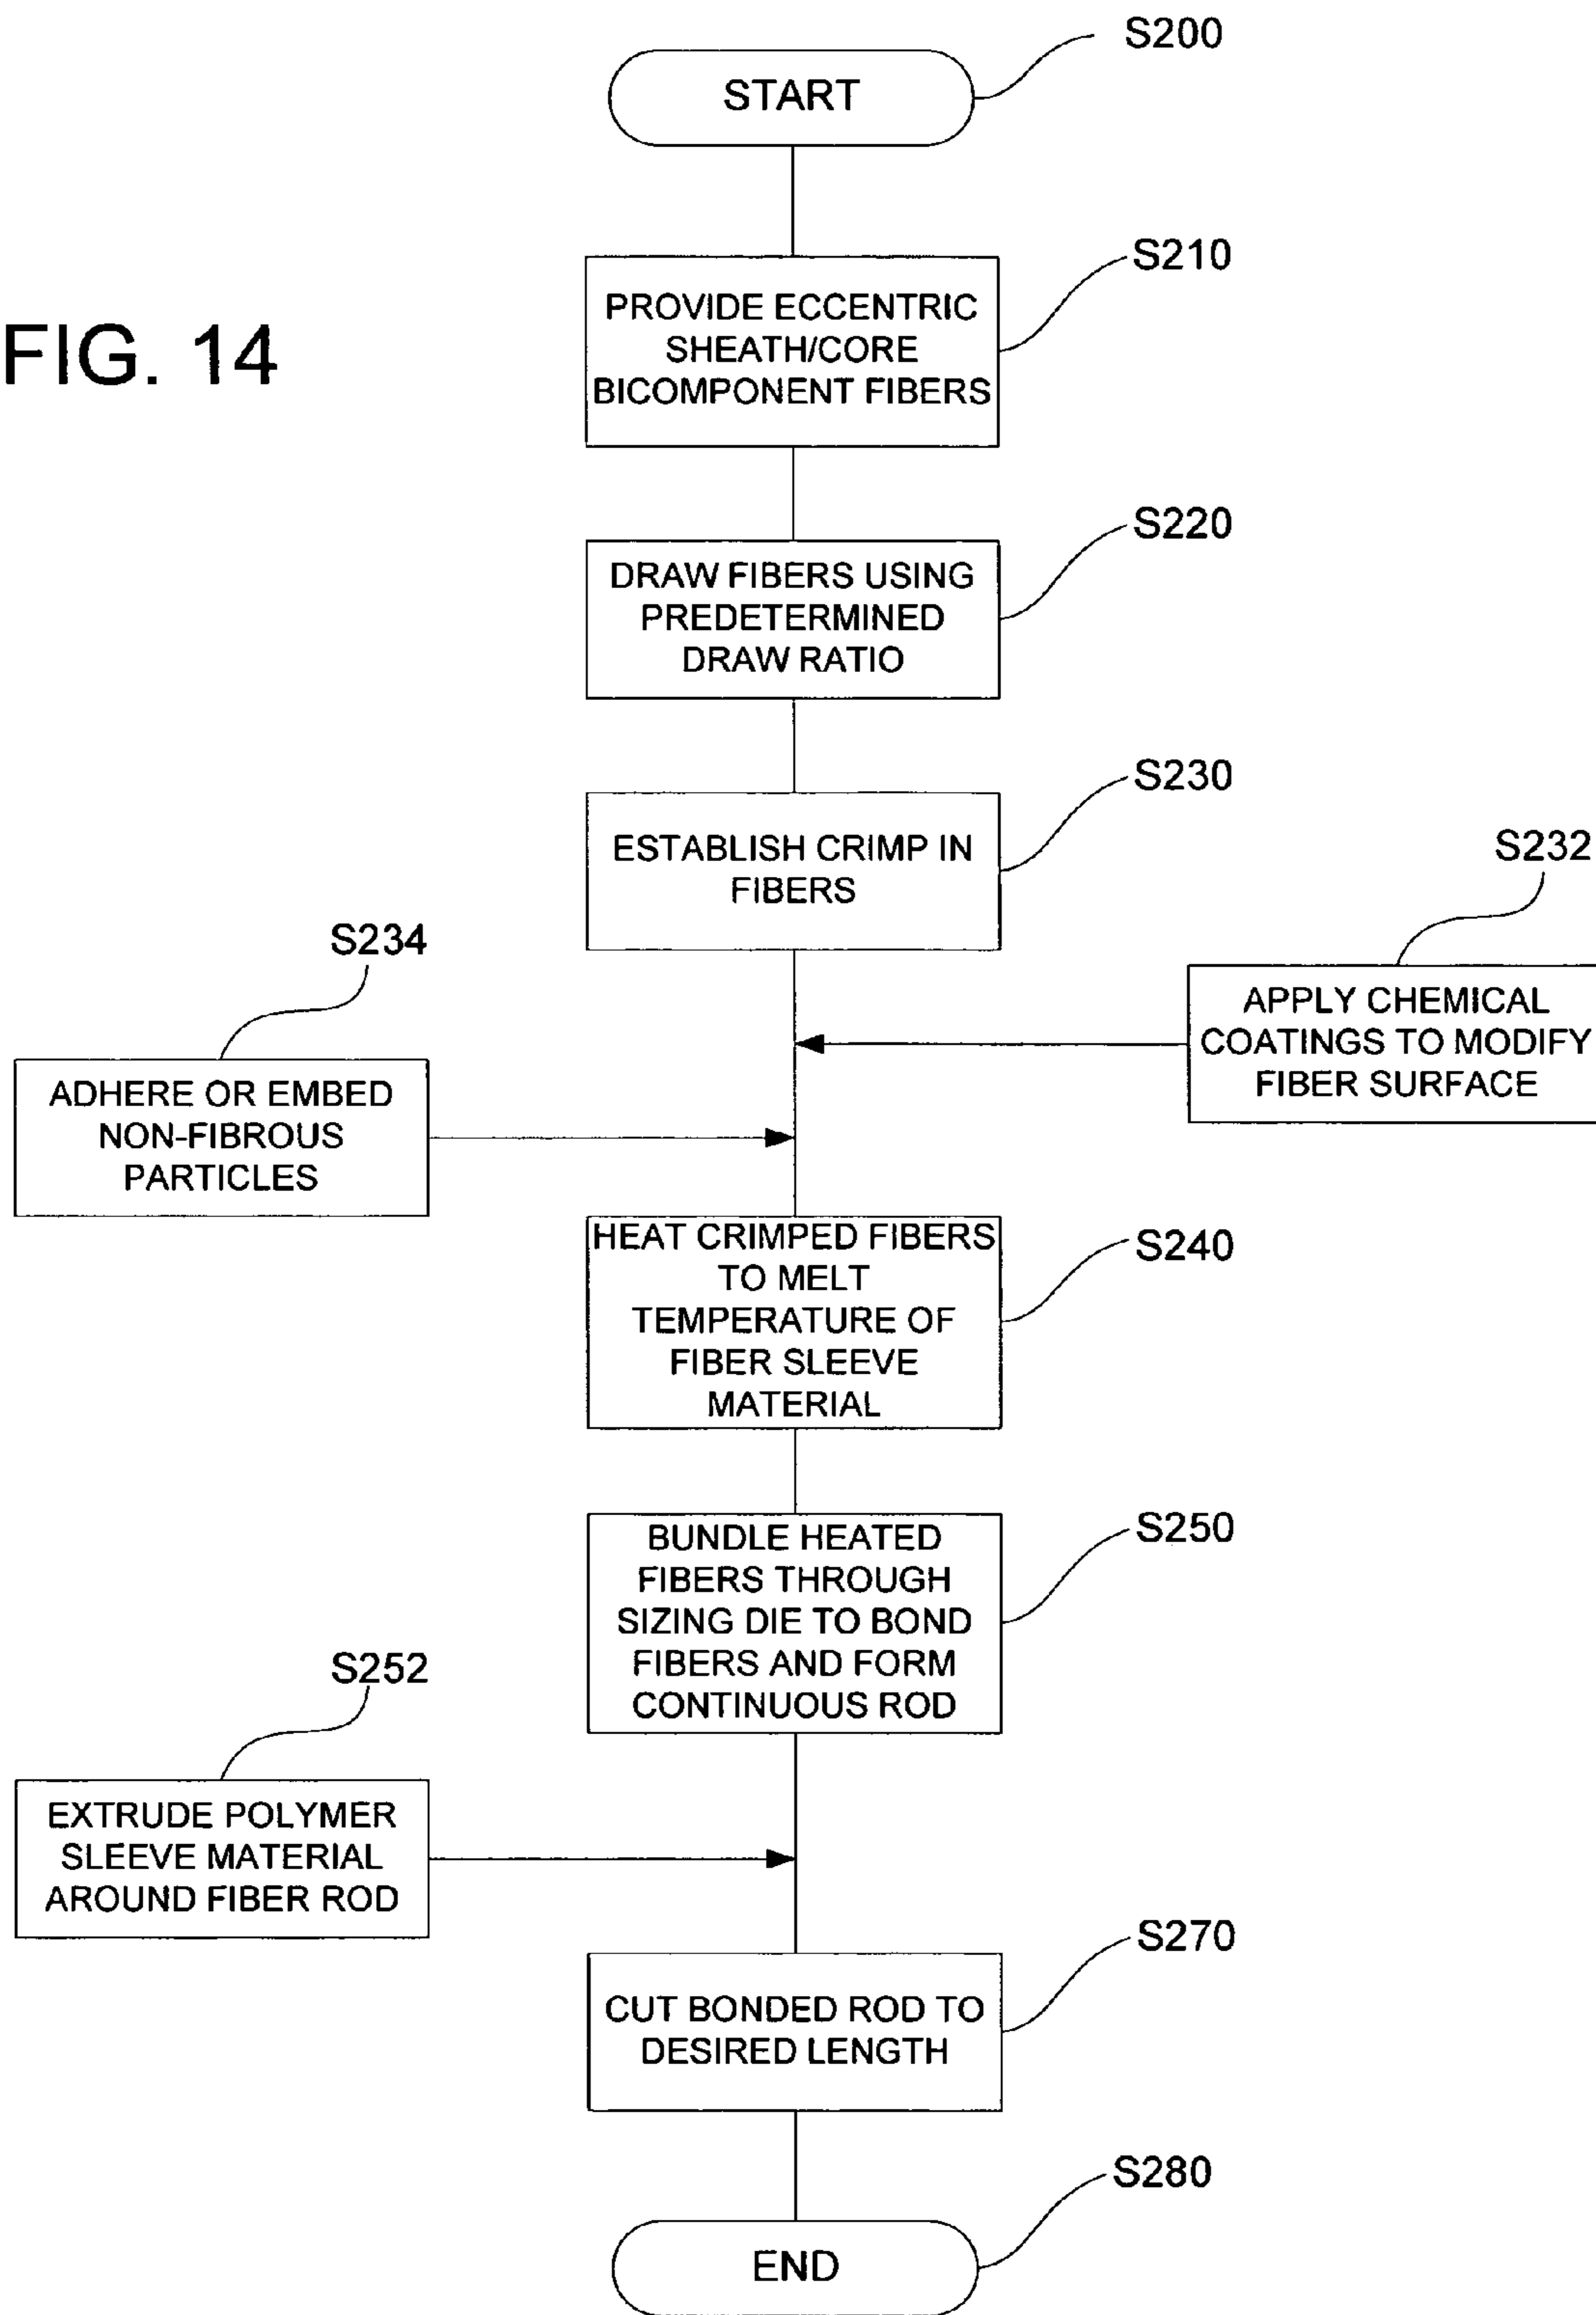 FIG. 14
START
S200
PROVIDE ECCENTRIC
SHEATH/CORE
BICOMPONENT FIBERS
S210
DRAW FIBERS USING
PREDETERMINED
DRAW RATIO
S220
ESTABLISH CRIMP IN
FIBERS
S230
S232
APPLY CHEMICAL
COATINGS TO MODIFY
FIBER SURFACE
S234
ADHERE OR EMBED
NON-FIBROUS
PARTICLES
HEAT CRIMPED FIBERS
TO MELT
TEMPERATURE OF
FIBER SLEEVE
MATERIAL
S240
BUNDLE HEATED
FIBERS THROUGH
SIZING DIE TO BOND
FIBERS AND FORM
CONTINUOUS ROD
S250
S252
EXTRUDE POLYMER
SLEEVE MATERIAL
AROUND FIBER ROD
CUT BONDED ROD TO
DESIRED LENGTH
S270
END
S280